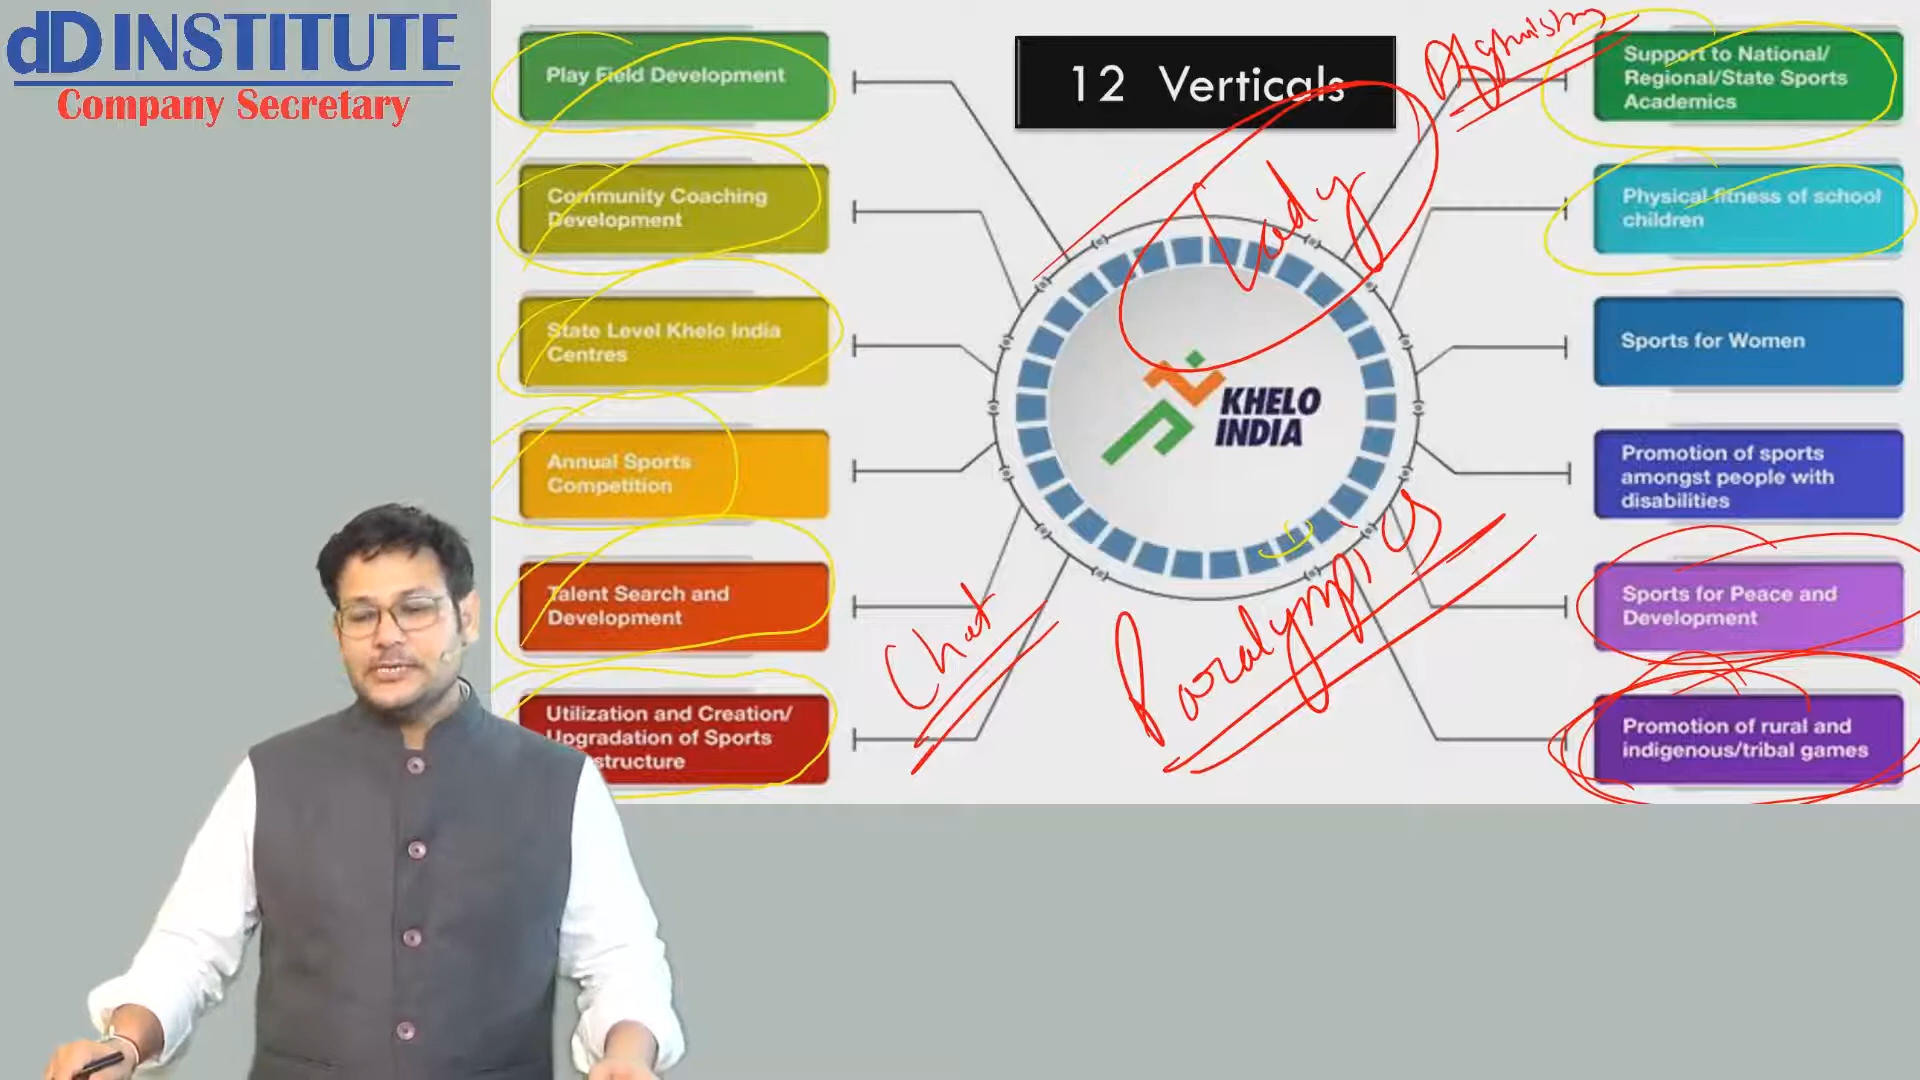 dD INSTITUTE
Company Secretary
12 Verticals
Play Field Development
Community Coaching
Development
State Level Khelo India
Centres
Annual Sports
Competition
Talent Search and
Development
Utilization and Creation/
Upgradation of Sports
structure
KHELO
INDIA
Support to National/
Regional/State Sports
Academics
Physical fitness of school
children
Sports for Women
Promotion of sports
amongst people with
disabilities
Sports for Peace and
Development
Promotion of rural and
indigenous/tribal games
Chat
Paralympics